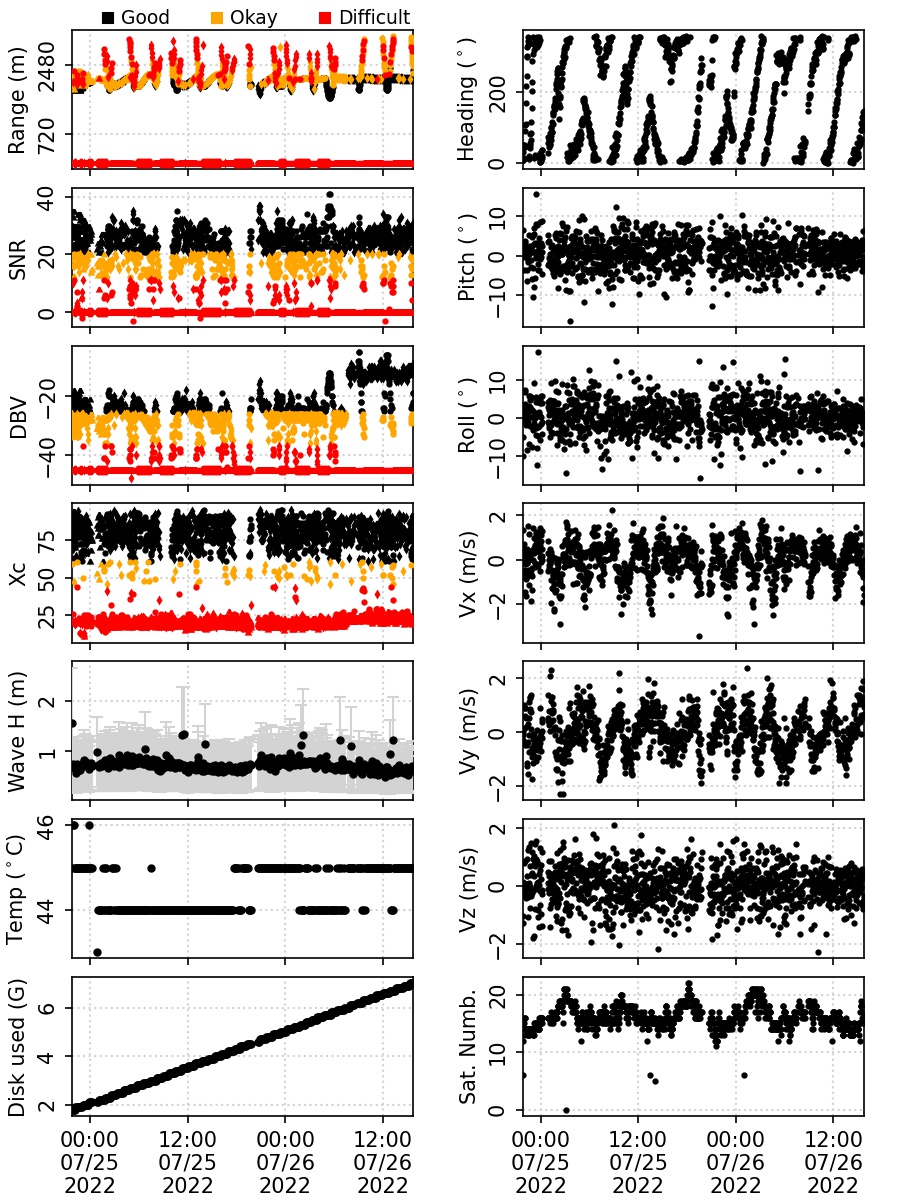 Good Okay Difficult
Range (m)
2480
720
Heading (°)
200
0
SNR
40
20
0
Pitch (°)
10
0
−10
DBV
−20
−40
Roll (°)
10
0
−10
Xc
75
50
25
Vx (m/s)
2
0
−2
Wave H (m)
2
1
Vy (m/s)
2
0
−2
Temp (°C)
46
44
Vz (m/s)
2
0
−2
Disk used (G)
6
4
2
Sat. Numb.
20
10
0
00:00 12:00 00:00 12:00
07/25 07/26 07/26 07/26
2022 2022 2022 2022
00:00 12:00 00:00 12:00
07/25 07/26 07/26 07/26
2022 2022 2022 2022